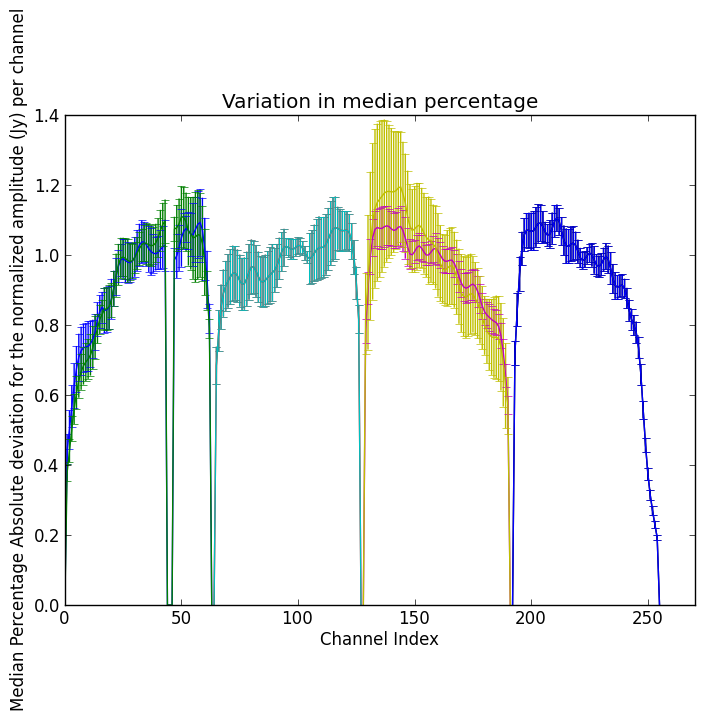 Variation in median percentage
Median Percentage Absolute deviation for the normalized amplitude (Jy) per channel
1.4
1.2
1.0
0.8
0.6
0.4
0.2
0.0
0 50 100 150 200 250
Channel Index